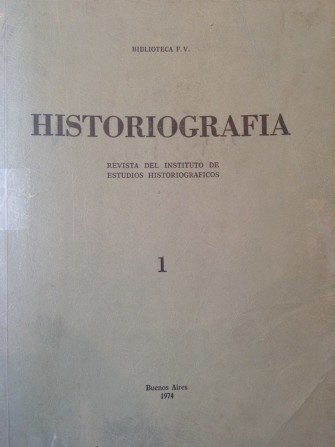 BIBLIOTECA F. V.
HISTORIOGRAFIA
REVISTA DEL INSTITUTO DE
ESTUDIOS HISTORIOGRAFICOS
1
Buenos Aires
1974